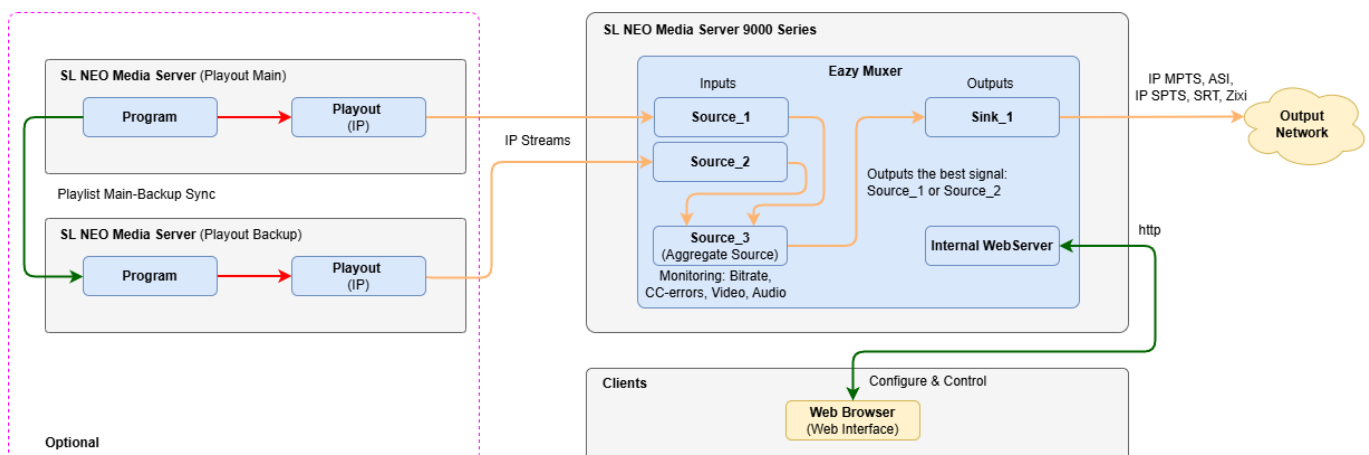 SL NEO Media Server (Playout Main)
Program
Playout
(IP)
Playlist Main-Backup Sync
SL NEO Media Server (Playout Backup)
Program
Playout
(IP)
Optional
IP Streams
SL NEO Media Server 9000 Series
Eazy Muxer
Inputs
Outputs
Source_1
Source_2
Source_3
(Aggregate Source)
Monitoring: Bitrate,
CC-errors, Video, Audio
Sink_1
Outputs the best signal:
Source_1 or Source_2
Internal WebServer
IP MPTS, ASI,
IP SPTS, SRT, Zixi
Output
Network
http
Clients
Configure & Control
Web Browser
(Web Interface)